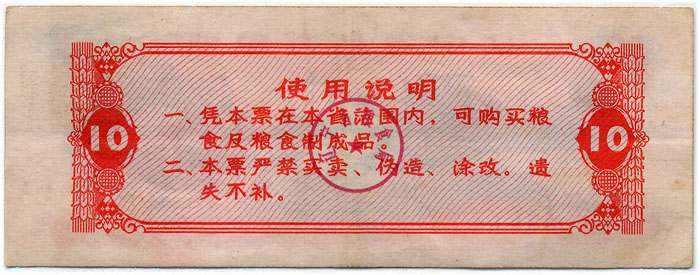 使用说明
10
一、凭本票在本省范围内，可购买粮
食及粮食制成品。
10
二、本票严禁买卖、伪造、涂改。遗
失不补。